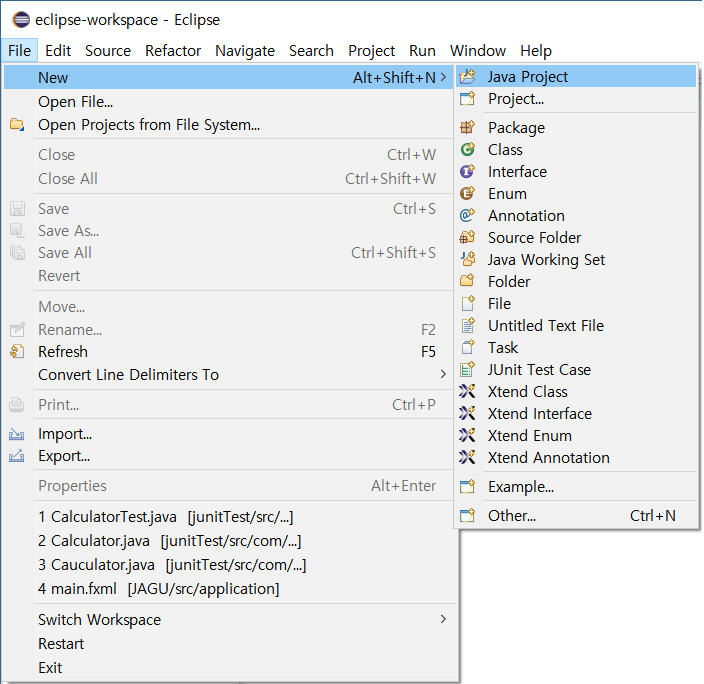 eclipse-workspace - Eclipse
File Edit Source Refactor Navigate Search Project Run Window Help
New Alt+Shift+N >
Open File...
Open Projects from File System...
Close Ctrl+W
Close All Ctrl+Shift+W
Save Ctrl+S
Save As...
Save All Ctrl+Shift+S
Revert
Move...
Rename... F2
Refresh F5
Convert Line Delimiters To >
Print... Ctrl+P
Import...
Export...
Properties Alt+Enter
1 CalculatorTest.java [junitTest/src/...]
2 Calculator.java [junitTest/src/com/...]
3 Cauculator.java [junitTest/src/com/...]
4 main.fxml [JAGU/src/application]
Switch Workspace >
Restart
Exit
Java Project
Project...
Package
Class
Interface
Enum
Annotation
Source Folder
Java Working Set
Folder
File
Untitled Text File
Task
JUnit Test Case
Xtend Class
Xtend Interface
Xtend Enum
Xtend Annotation
Example...
Other... Ctrl+N